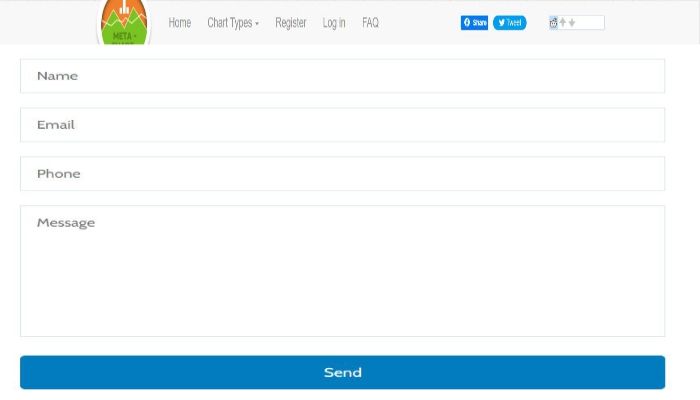 META -
Home Chart Types Register Log in FAQ Share Tweet
Name
Email
Phone
Message
Send